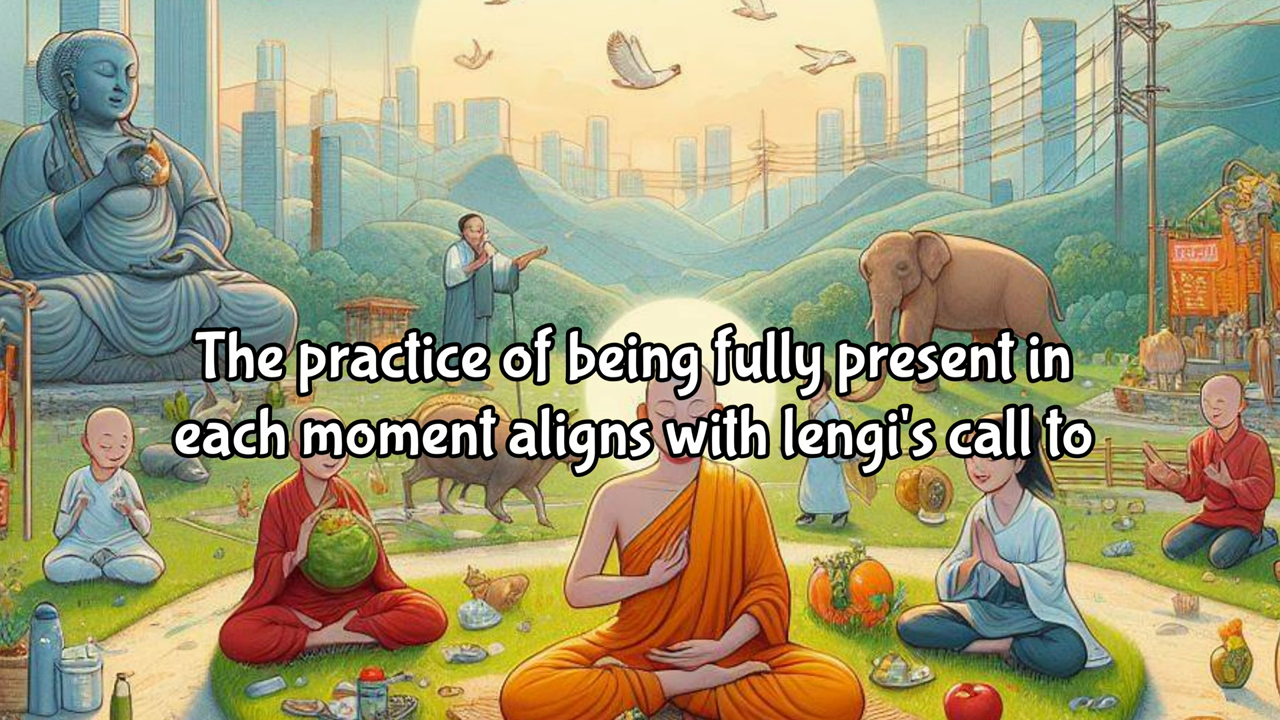 The practice of being fully present in
each moment aligns with lengi's call to